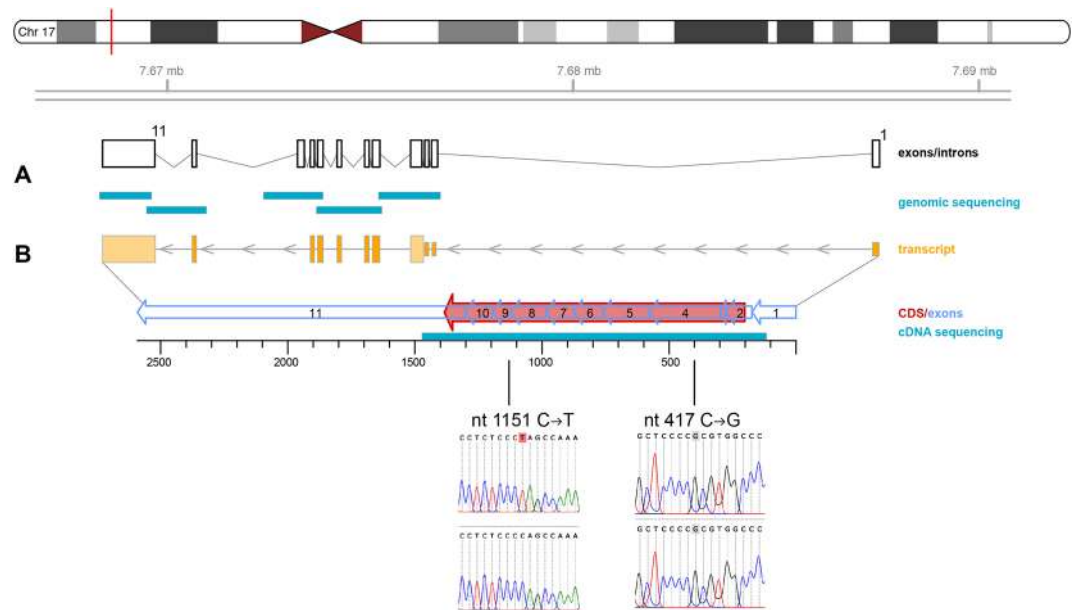 Chr 17
7.67 mb 7.68 mb 7.69 mb
11 1
A exons/introns
genomic sequencing
B transcript
11 10 9 8 7 6 5 4 2 1 CDS/exons
cDNA sequencing
2500 2000 1500 1000 500
nt 1151 C→T nt 417 C→G
CCTCTCCCTAGCCAAA GCTCCCCGCGTGGCCC
CCTCTCCCCAGCCAAA GCTCCCCGCGTGGCCC